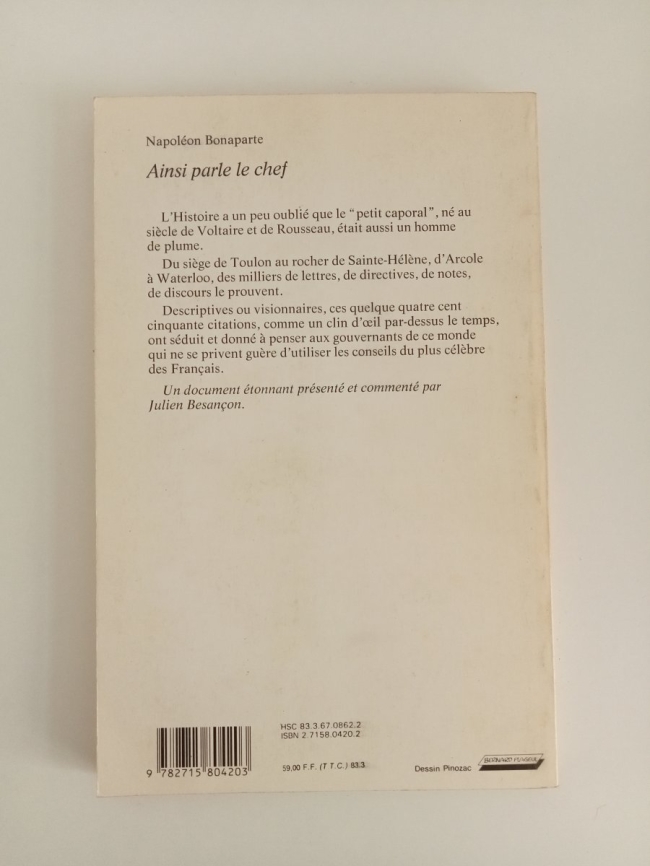 Napoléon Bonaparte
Ainsi parle le chef
L'Histoire a un peu oublié que le "petit caporal", né au
siècle de Voltaire et de Rousseau, était aussi un homme
de plume.
Du siège de Toulon au rocher de Sainte-Hélène, d'Arcole
à Waterloo, des milliers de lettres, de directives, de notes,
de discours le prouvent.
Descriptives ou visionnaires, ces quelque quatre cent
cinquante citations, comme un clin d'œil par-dessus le temps,
ont séduit et donné à penser aux gouvernants de ce monde
qui ne se privent guère d'utiliser les conseils du plus célèbre
des Français.
Un document étonnant présenté et commenté par
Julien Besançon.
HSC 83.3.67.0862.2
ISBN 2.7158.0420.2
9 782715 804203
59,00 F.F. (T T C.) 83.3
Dessin Pinozac